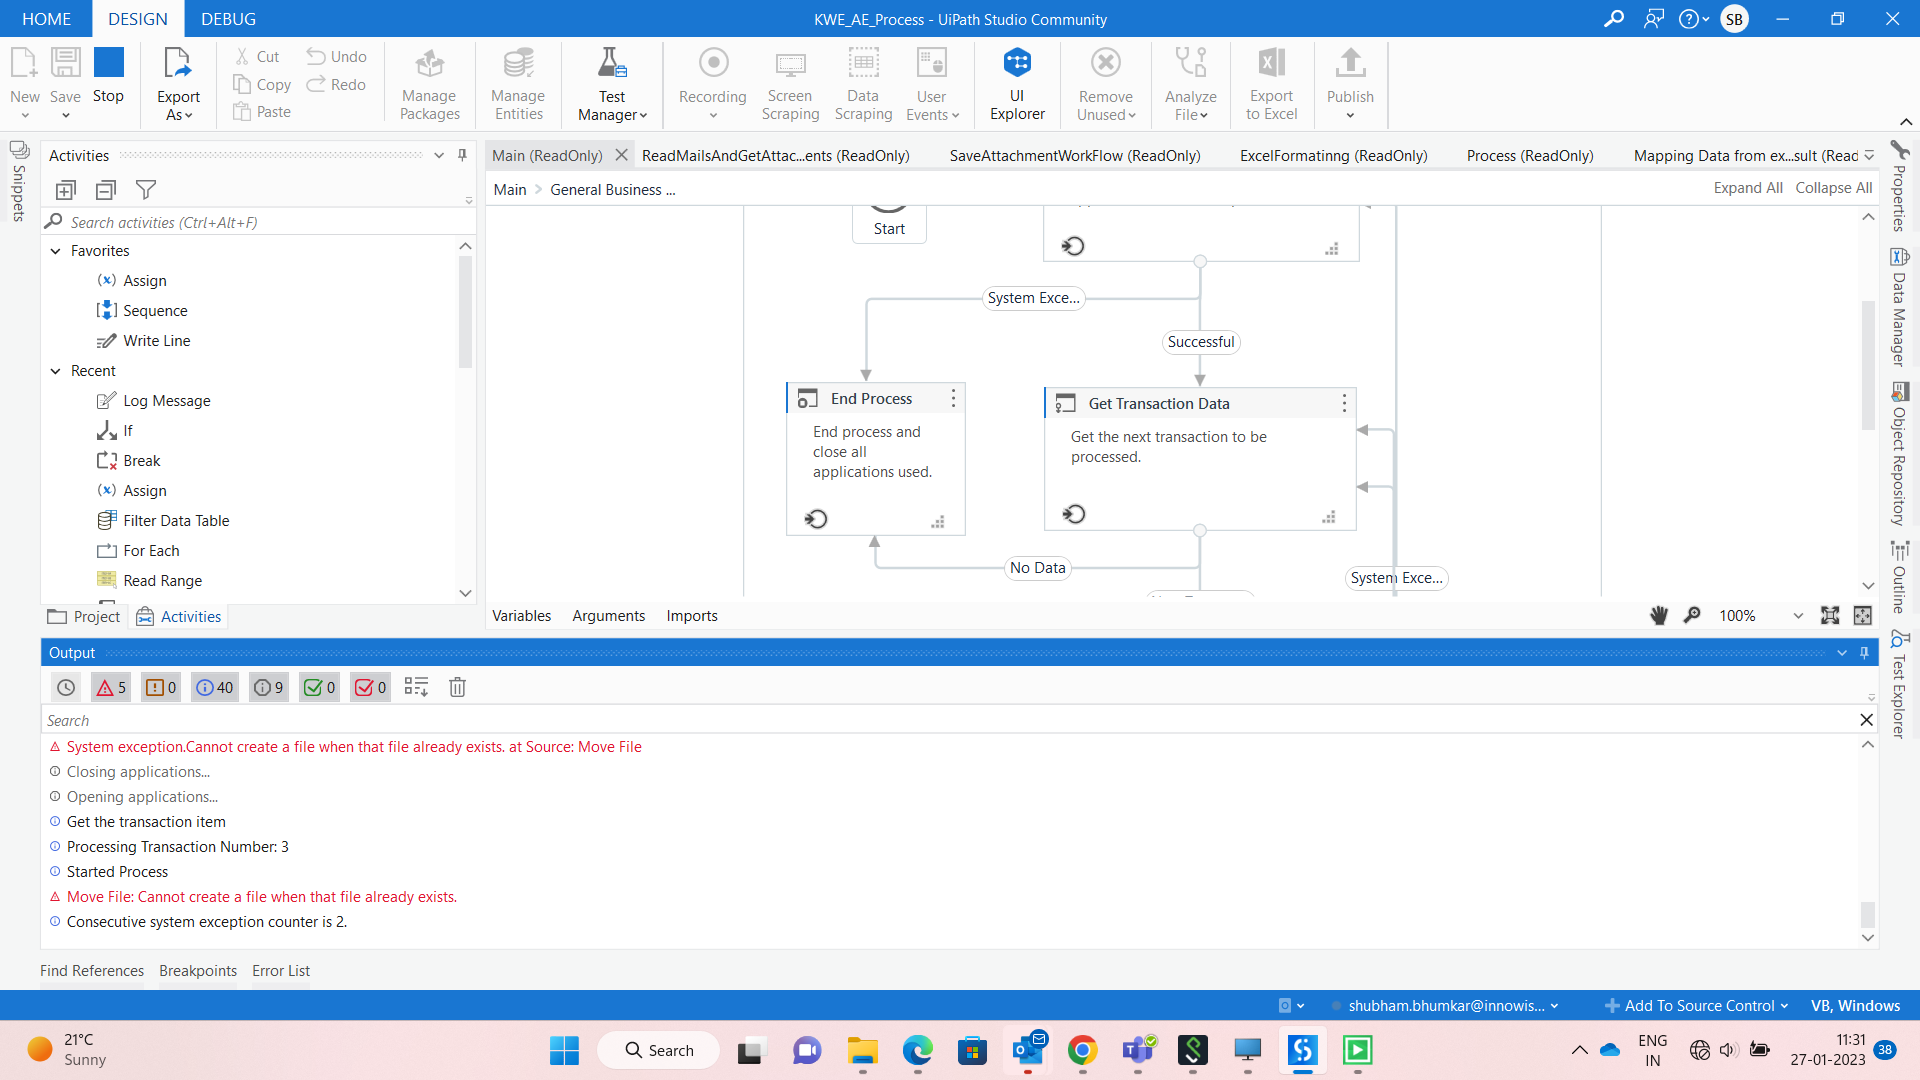 HOME DESIGN DEBUG KWE_AE_Process - UiPath Studio Community SB
New Save Stop Export As Cut Copy Paste Undo Redo Manage Packages Manage Entities Test Manager Recording Screen Scraping Data Scraping User Events UI Explorer Remove Unused Analyze File Export to Excel Publish
Snippets
Activities
Search activities (Ctrl+Alt+F)
Favorites
Assign
Sequence
Write Line
Recent
Log Message
If
Break
Assign
Filter Data Table
For Each
Read Range
Project Activities
Main (ReadOnly) ReadMailsAndGetAttac...ents (ReadOnly) SaveAttachmentWorkFlow (ReadOnly) ExcelFormatinng (ReadOnly) Process (ReadOnly) Mapping Data from ex...sult (Read
Main General Business ... Expand All Collapse All
Start
System Exce...
Successful
End Process
End process and
close all
applications used.
Get Transaction Data
Get the next transaction to be
processed.
No Data
System Exce...
Variables Arguments Imports 100%
Properties
Data Manager
Object Repository
Outline
Test Explorer
Output
5 0 40 9 0 0
Search
System exception.Cannot create a file when that file already exists. at Source: Move File
Closing applications...
Opening applications...
Get the transaction item
Processing Transaction Number: 3
Started Process
Move File: Cannot create a file when that file already exists.
Consecutive system exception counter is 2.
Find References Breakpoints Error List
shubham.bhumkar@innowis... Add To Source Control VB, Windows
21°C
Sunny
Search
ENG
IN
11:31
27-01-2023
38